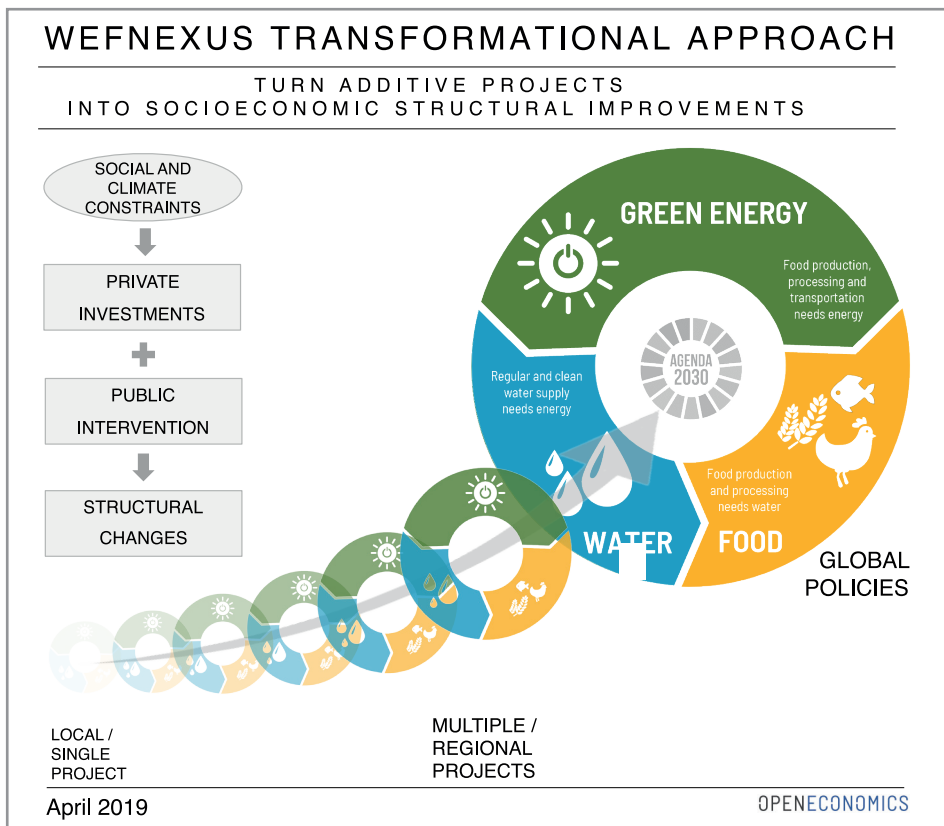 WEFNEXUS TRANSFORMATIONAL APPROACH
TURN ADDITIVE PROJECTS
INTO SOCIOECONOMIC STRUCTURAL IMPROVEMENTS
SOCIAL AND
CLIMATE
CONSTRAINTS
PRIVATE
INVESTMENTS
PUBLIC
INTERVENTION
STRUCTURAL
CHANGES
GREEN ENERGY
Food production,
processing and
transportation
needs energy
AGENDA
2030
Regular and clean
water supply
needs energy
Food production
and processing
needs water
WATER
FOOD
GLOBAL
POLICIES
LOCAL /
SINGLE
PROJECT
MULTIPLE /
REGIONAL
PROJECTS
April 2019
OPENECONOMICS